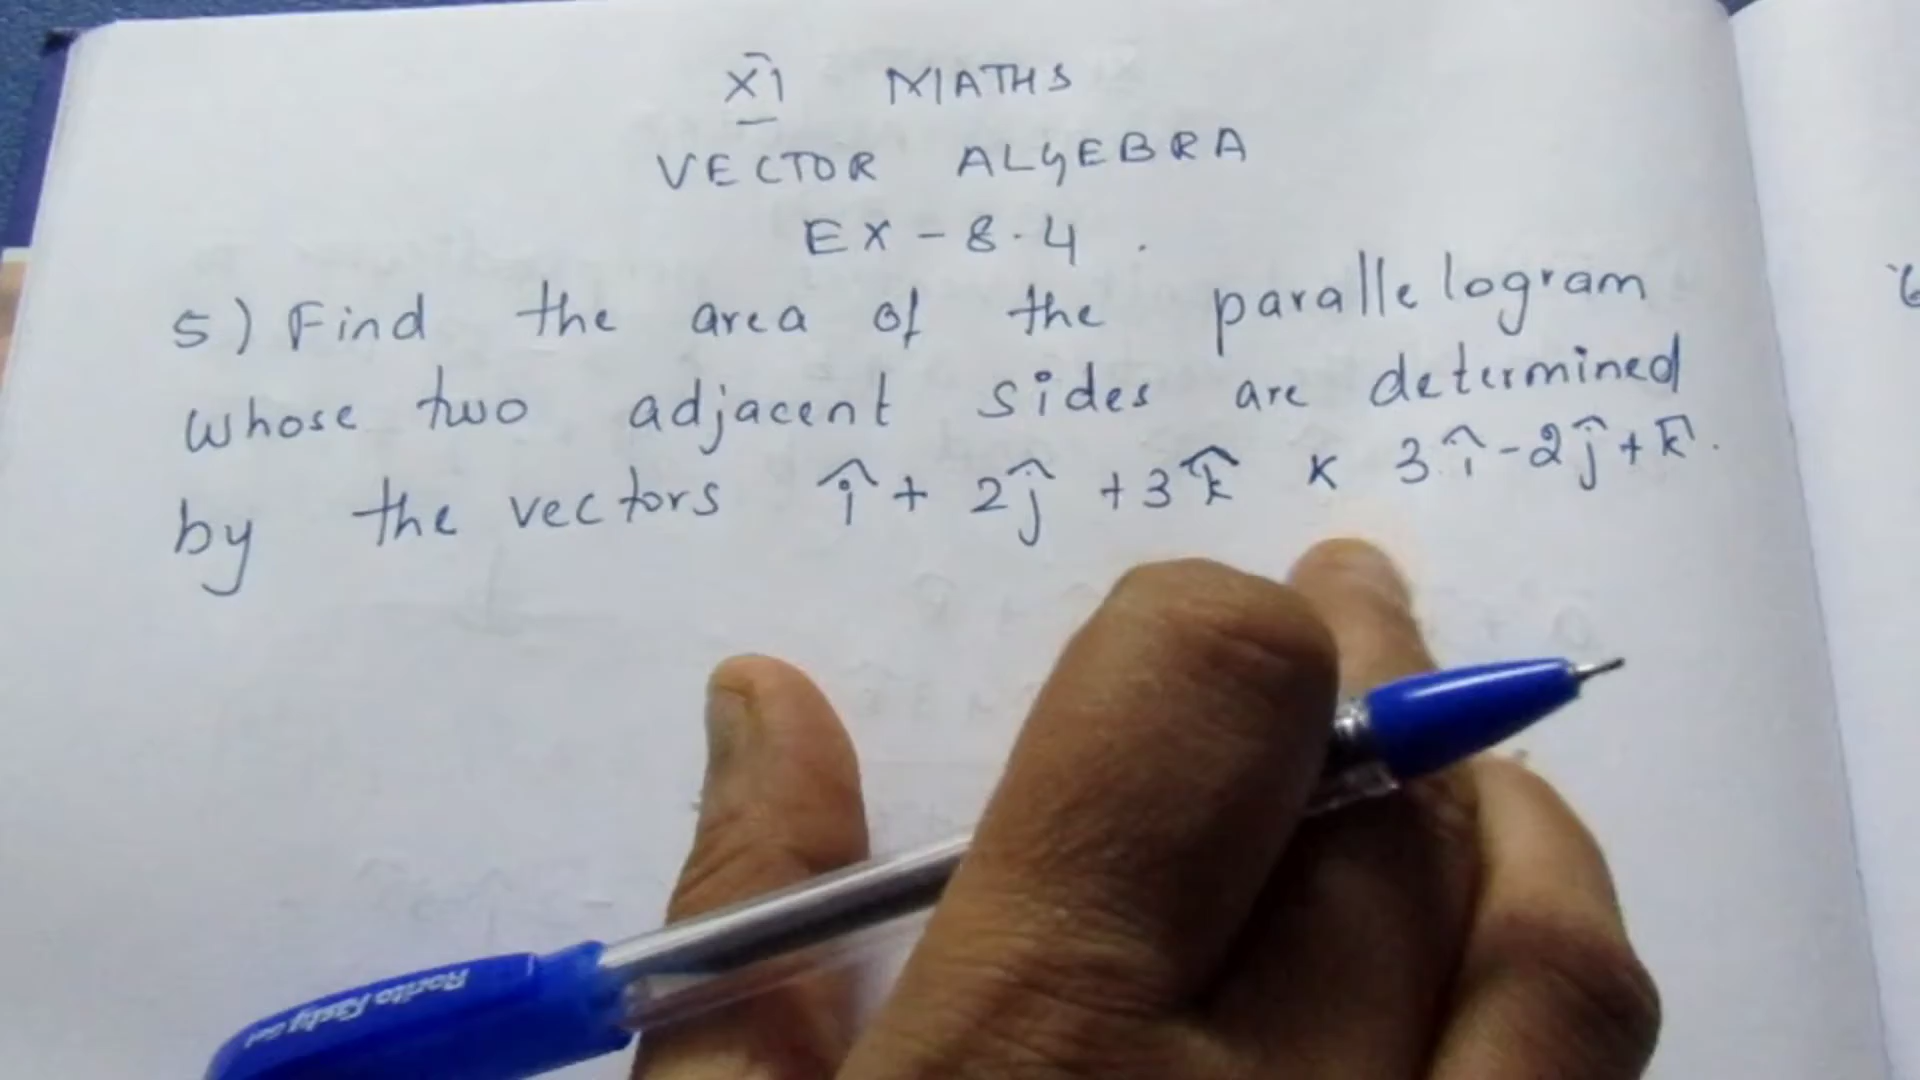 XI MATHS
VECTOR ALGEBRA
EX - 8.4 .
5) Find the area of the parallelogram
whose two adjacent sides are determined
by the vectors î + 2ĵ + 3k̂ & 3î - 2ĵ + k̂.
Rorito